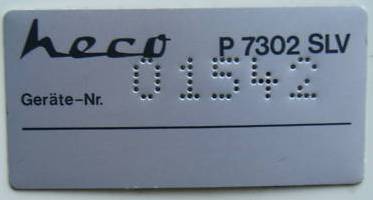 heco P 7302 SLV
Geräte-Nr. 01542